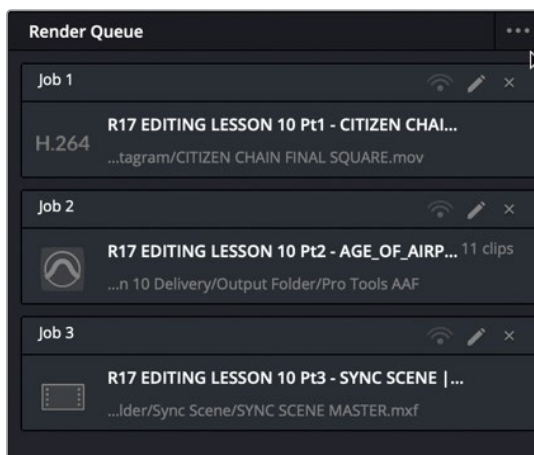 Render Queue
Job 1
H.264
R17 EDITING LESSON 10 Pt1 - CITIZEN CHAI...
...tagram/CITIZEN CHAIN FINAL SQUARE.mov
Job 2
R17 EDITING LESSON 10 Pt2 - AGE_OF_AIRP... 11 clips
...n 10 Delivery/Output Folder/Pro Tools AAF
Job 3
R17 EDITING LESSON 10 Pt3 - SYNC SCENE |...
...lder/Sync Scene/SYNC SCENE MASTER.mxf